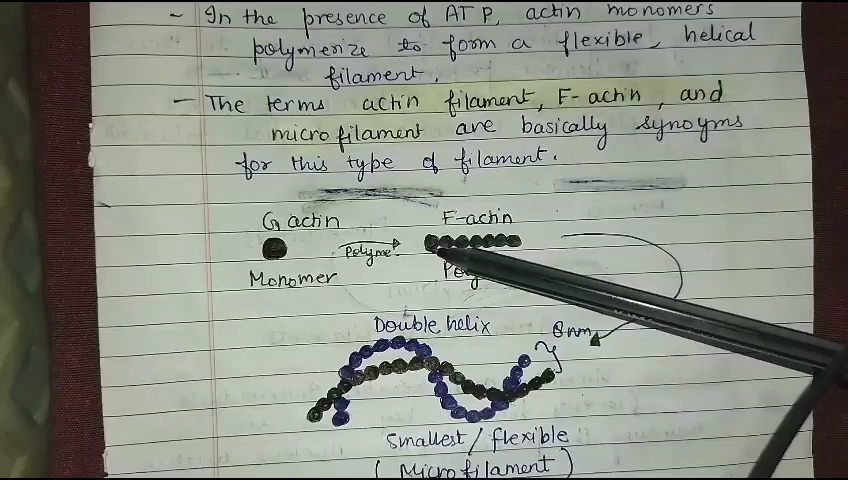 - In the presence of ATP, actin monomers
polymerize to form a flexible, helical
filament.
- The terms actin filament, F-actin, and
microfilament are basically synoyms
for this type of filament.
G actin
F-actin
Polyme.
Monomer
Double helix
8nm
Smallest / flexible
( Microfilament )